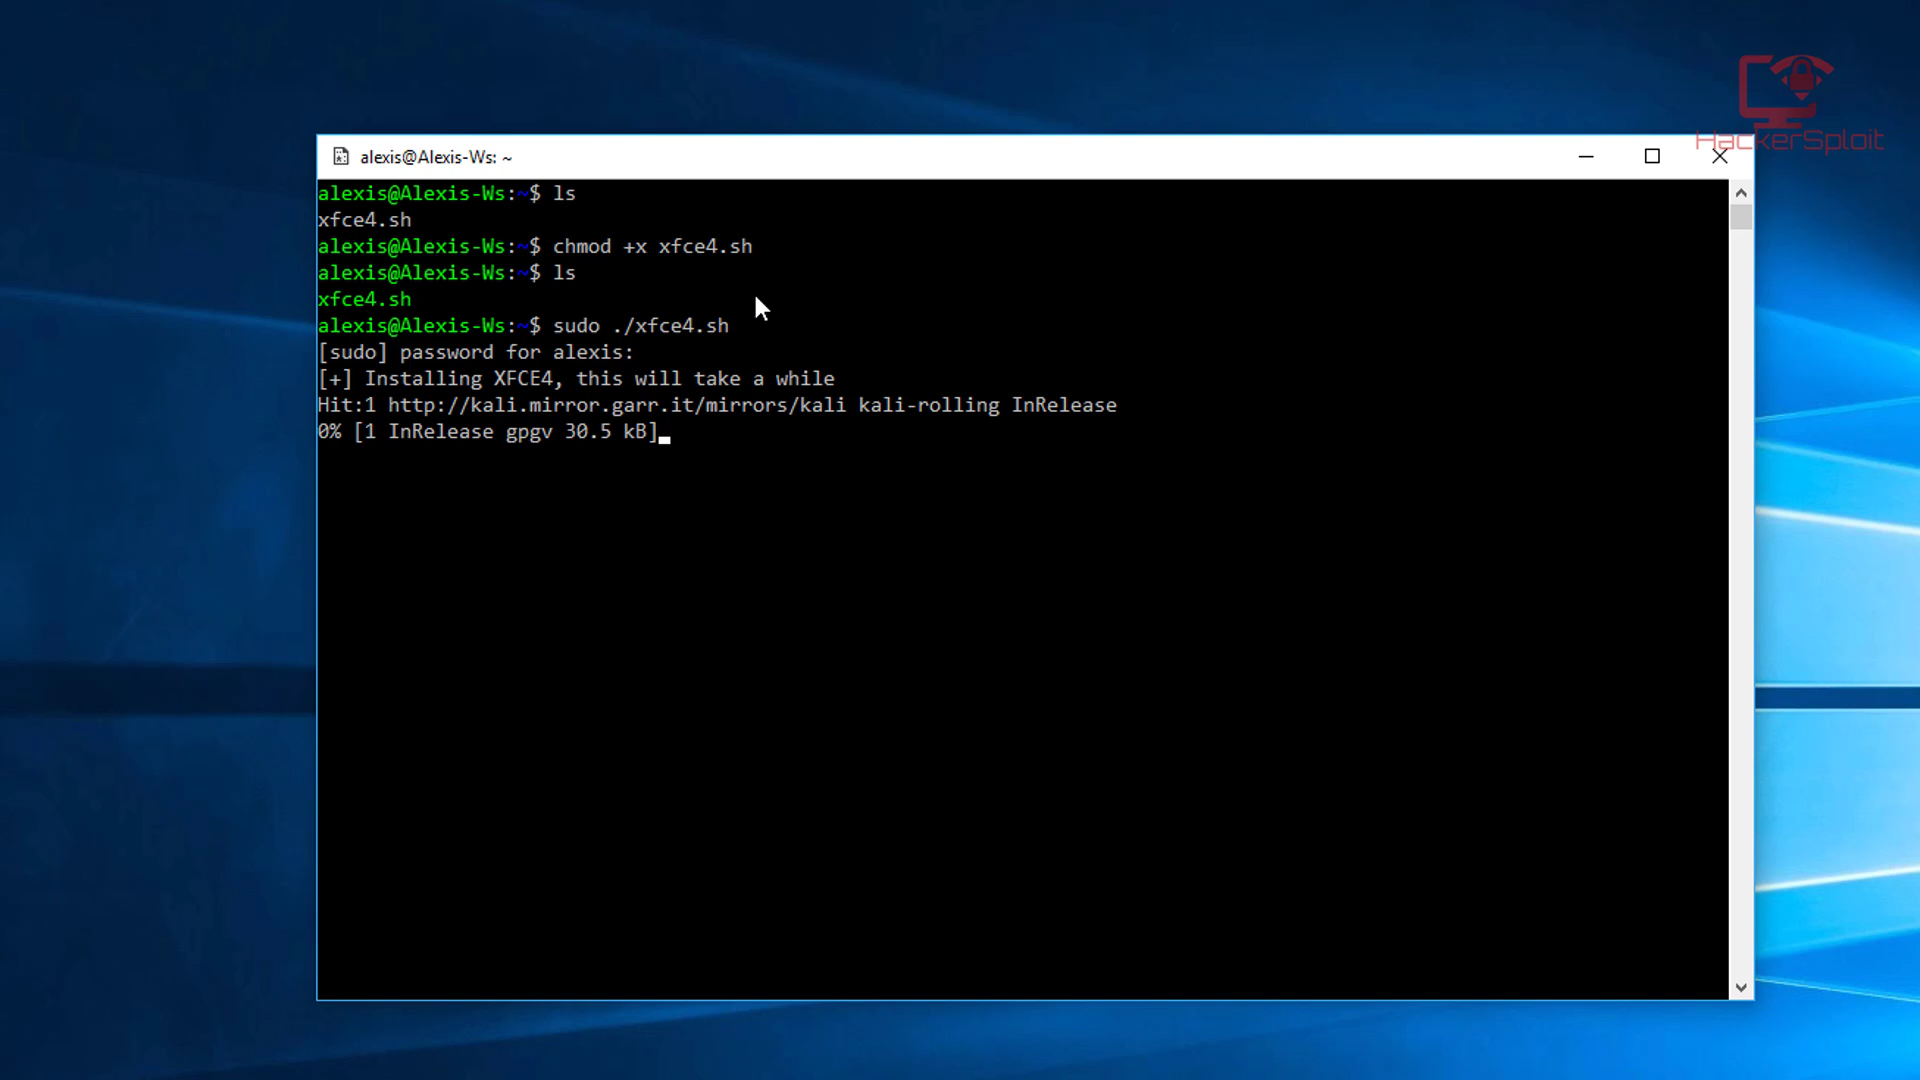 HackerSploit
alexis@Alexis-Ws: ~
alexis@Alexis-Ws:~$ ls
xfce4.sh
alexis@Alexis-Ws:~$ chmod +x xfce4.sh
alexis@Alexis-Ws:~$ ls
xfce4.sh
alexis@Alexis-Ws:~$ sudo ./xfce4.sh
[sudo] password for alexis:
[+] Installing XFCE4, this will take a while
Hit:1 http://kali.mirror.garr.it/mirrors/kali kali-rolling InRelease
0% [1 InRelease gpgv 30.5 kB]